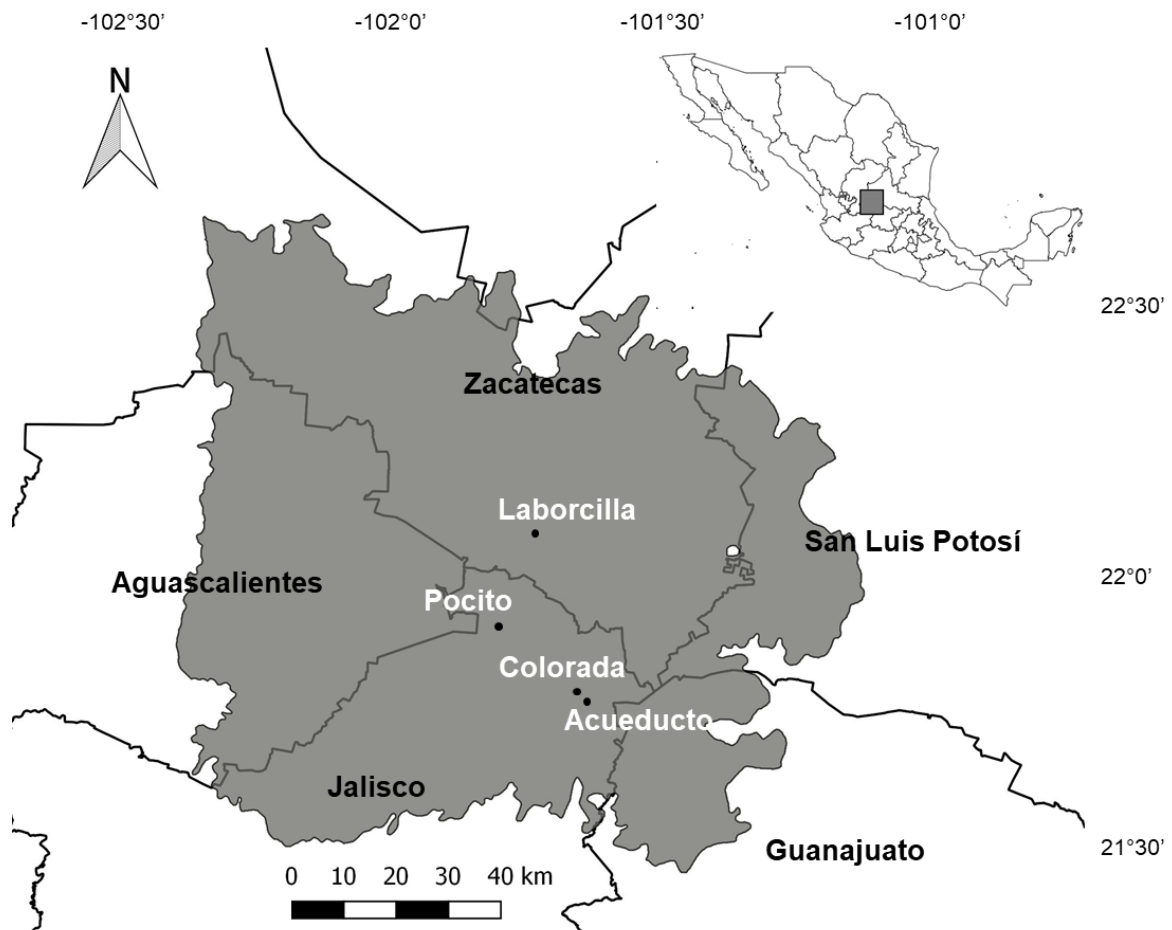 -102°30' -102°0' -101°30' -101°0'
N
22°30'
Zacatecas
Laborcilla
San Luis Potosí
22°0'
Aguascalientes
Pocito
Colorada
Acueducto
Jalisco
Guanajuato
21°30'
0 10 20 30 40 km